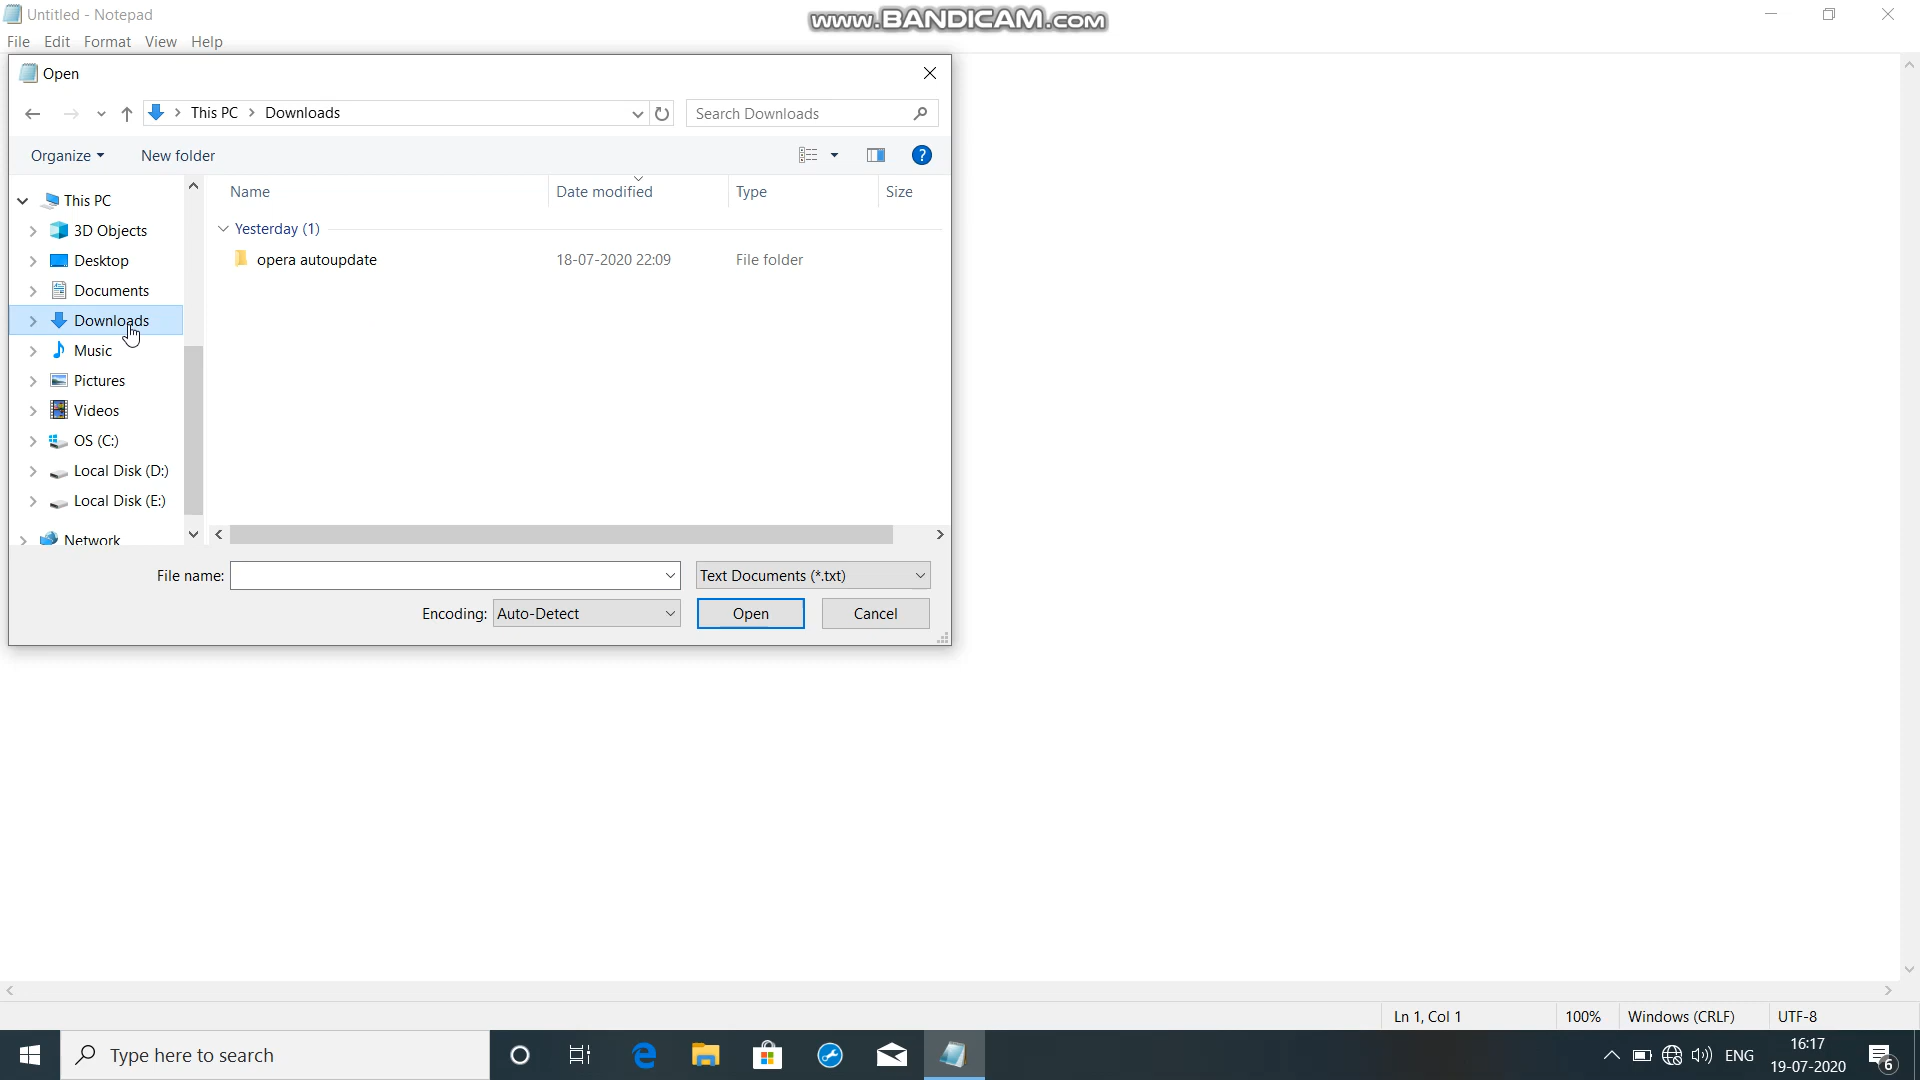 Untitled - Notepad
www.BANDICAM.com
File Edit Format View Help
Open
This PC Downloads
Search Downloads
Organize New folder
Name Date modified Type Size
This PC
Yesterday (1)
3D Objects
opera autoupdate 18-07-2020 22:09 File folder
Desktop
Documents
Downloads
Music
Pictures
Videos
OS (C:)
Local Disk (D:)
Local Disk (E:)
Network
File name: Text Documents (*.txt)
Encoding: Auto-Detect Open Cancel
Ln 1, Col 1 100% Windows (CRLF) UTF-8
Type here to search
ENG
16:17
19-07-2020
6